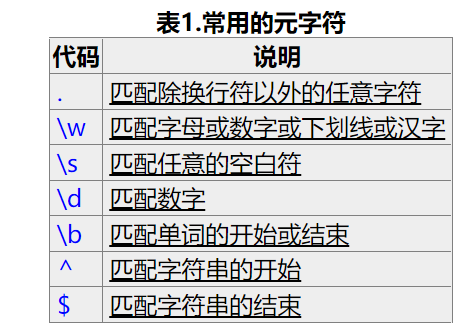 表1.常用的元字符
代码 说明
. 匹配除换行符以外的任意字符
\w 匹配字母或数字或下划线或汉字
\s 匹配任意的空白符
\d 匹配数字
\b 匹配单词的开始或结束
^ 匹配字符串的开始
$ 匹配字符串的结束